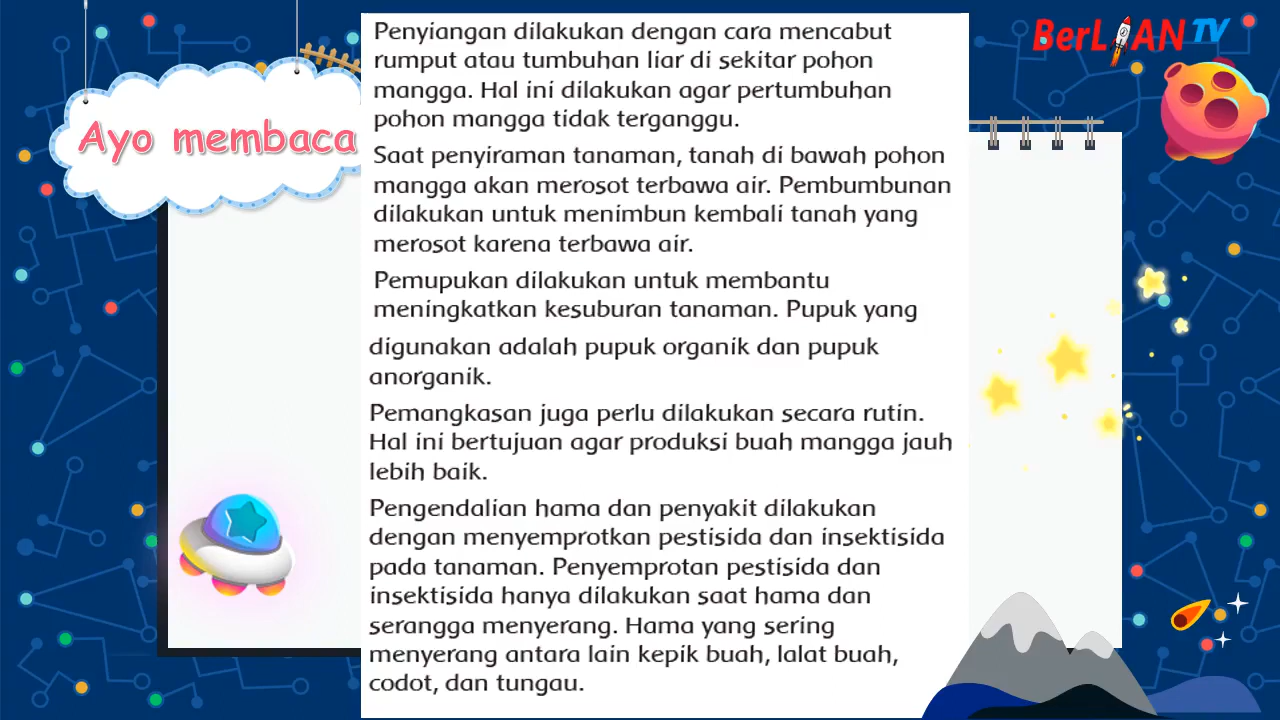 BerLIAN TV
Ayo membaca
Penyiangan dilakukan dengan cara mencabut
rumput atau tumbuhan liar di sekitar pohon
mangga. Hal ini dilakukan agar pertumbuhan
pohon mangga tidak terganggu.
Saat penyiraman tanaman, tanah di bawah pohon
mangga akan merosot terbawa air. Pembumbunan
dilakukan untuk menimbun kembali tanah yang
merosot karena terbawa air.
Pemupukan dilakukan untuk membantu
meningkatkan kesuburan tanaman. Pupuk yang
digunakan adalah pupuk organik dan pupuk
anorganik.
Pemangkasan juga perlu dilakukan secara rutin.
Hal ini bertujuan agar produksi buah mangga jauh
lebih baik.
Pengendalian hama dan penyakit dilakukan
dengan menyemprotkan pestisida dan insektisida
pada tanaman. Penyemprotan pestisida dan
insektisida hanya dilakukan saat hama dan
serangga menyerang. Hama yang sering
menyerang antara lain kepik buah, lalat buah,
codot, dan tungau.